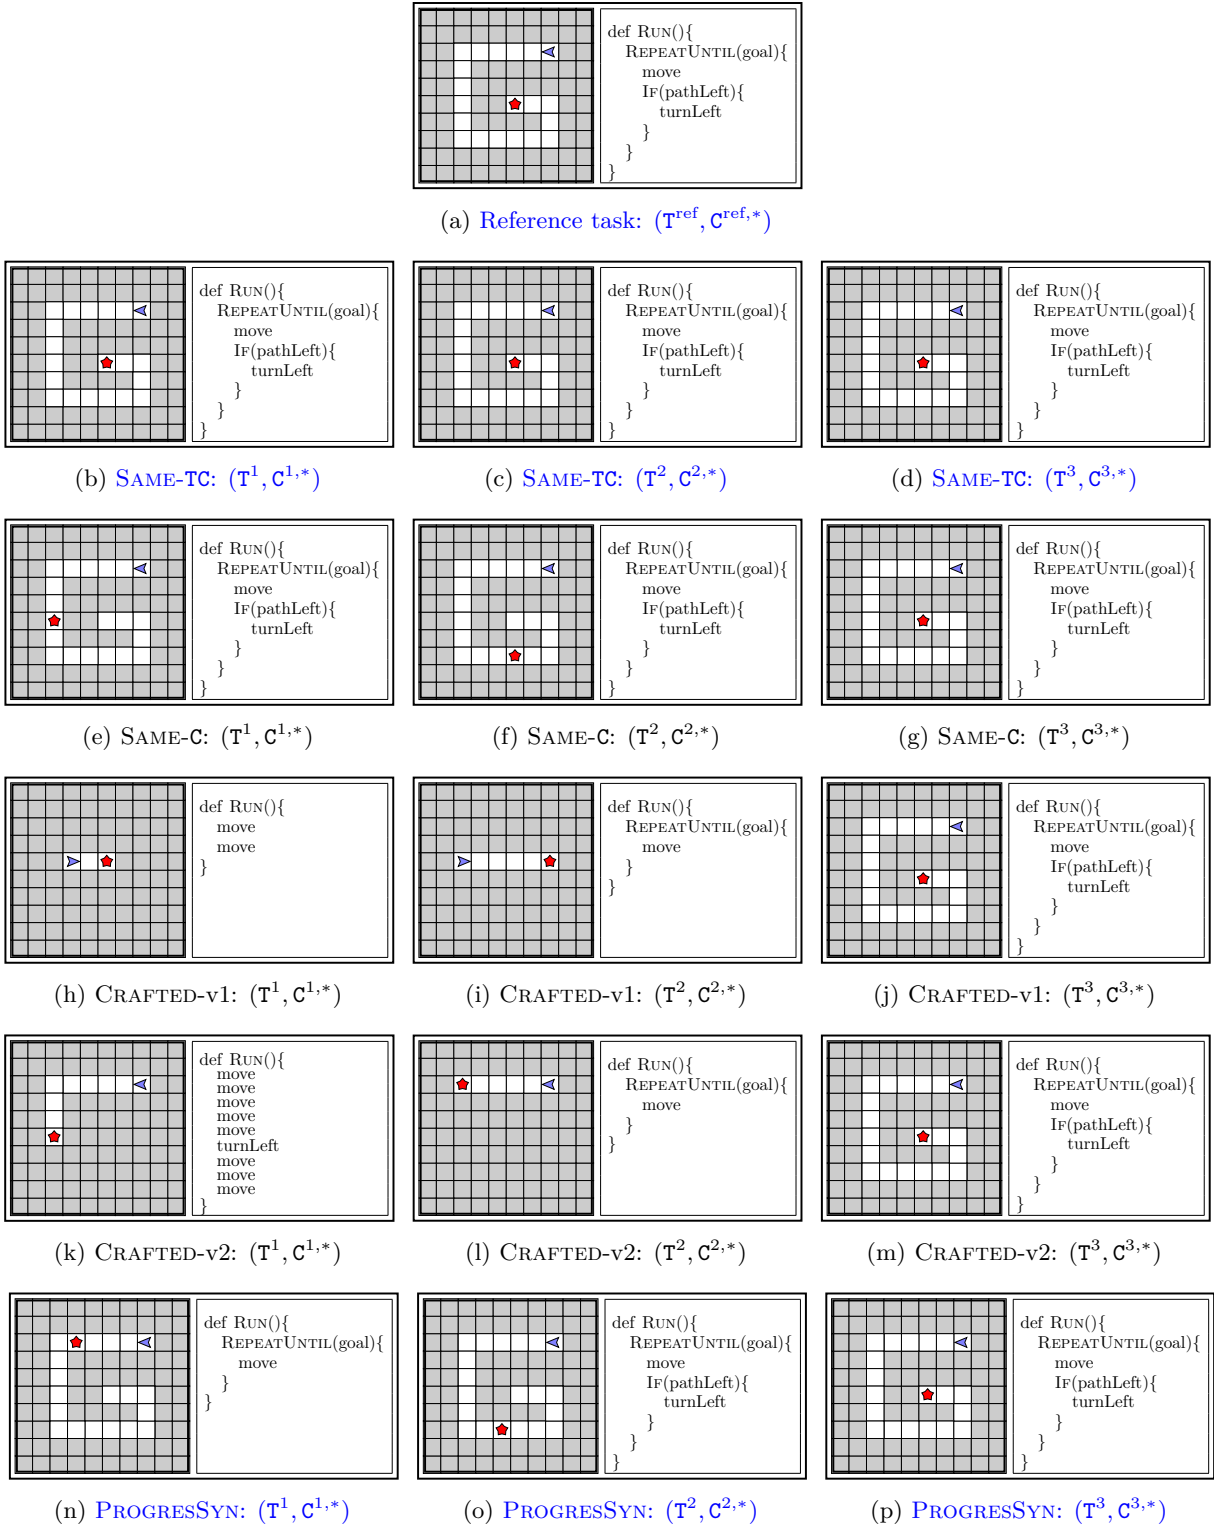 def RUN(){
REPEATUNTIL(goal){
move
IF(pathLeft){
turnLeft
}
}
}
(a) Reference task: (T^ref, C^ref,*)
def RUN(){
REPEATUNTIL(goal){
move
IF(pathLeft){
turnLeft
}
}
}
(b) SAME-TC: (T^1, C^1,*)
def RUN(){
REPEATUNTIL(goal){
move
IF(pathLeft){
turnLeft
}
}
}
(c) SAME-TC: (T^2, C^2,*)
def RUN(){
REPEATUNTIL(goal){
move
IF(pathLeft){
turnLeft
}
}
}
(d) SAME-TC: (T^3, C^3,*)
def RUN(){
REPEATUNTIL(goal){
move
IF(pathLeft){
turnLeft
}
}
}
(e) SAME-C: (T^1, C^1,*)
def RUN(){
REPEATUNTIL(goal){
move
IF(pathLeft){
turnLeft
}
}
}
(f) SAME-C: (T^2, C^2,*)
def RUN(){
REPEATUNTIL(goal){
move
IF(pathLeft){
turnLeft
}
}
}
(g) SAME-C: (T^3, C^3,*)
def RUN(){
move
move
}
(h) CRAFTED-v1: (T^1, C^1,*)
def RUN(){
REPEATUNTIL(goal){
move
}
}
(i) CRAFTED-v1: (T^2, C^2,*)
def RUN(){
REPEATUNTIL(goal){
move
IF(pathLeft){
turnLeft
}
}
}
(j) CRAFTED-v1: (T^3, C^3,*)
def RUN(){
move
move
move
move
move
turnLeft
move
move
move
}
(k) CRAFTED-v2: (T^1, C^1,*)
def RUN(){
REPEATUNTIL(goal){
move
}
}
(l) CRAFTED-v2: (T^2, C^2,*)
def RUN(){
REPEATUNTIL(goal){
move
IF(pathLeft){
turnLeft
}
}
}
(m) CRAFTED-v2: (T^3, C^3,*)
def RUN(){
REPEATUNTIL(goal){
move
}
}
(n) PROGRESSYN: (T^1, C^1,*)
def RUN(){
REPEATUNTIL(goal){
move
IF(pathLeft){
turnLeft
}
}
}
(o) PROGRESSYN: (T^2, C^2,*)
def RUN(){
REPEATUNTIL(goal){
move
IF(pathLeft){
turnLeft
}
}
}
(p) PROGRESSYN: (T^3, C^3,*)